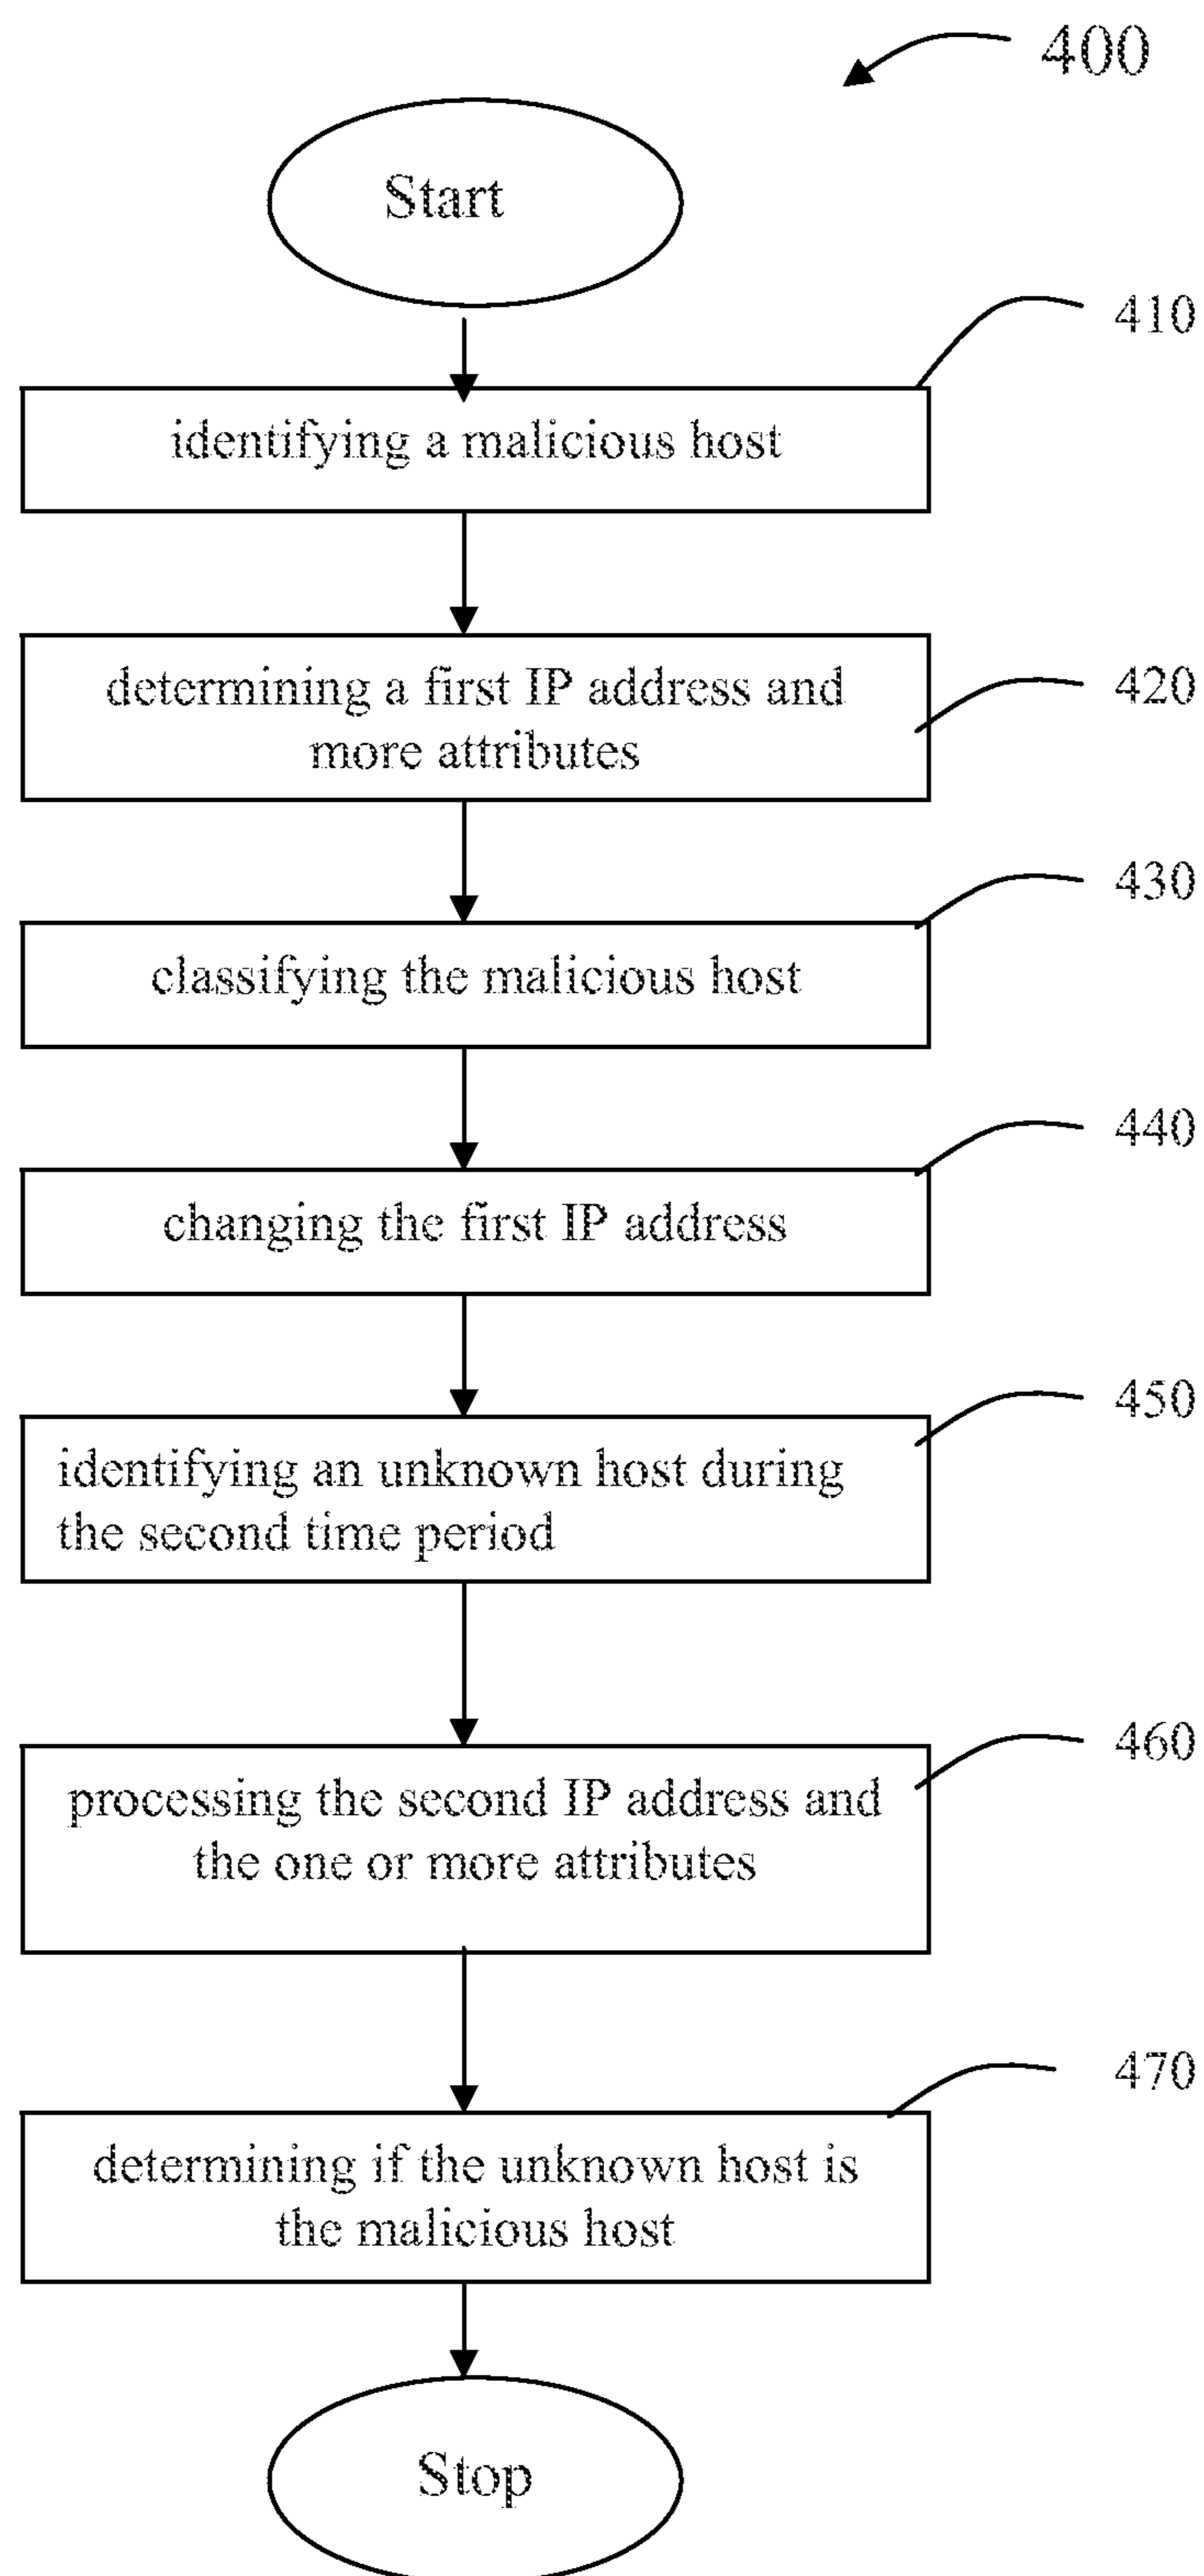 400
Start
410
identifying a malicious host
420
determining a first IP address and
more attributes
430
classifying the malicious host
440
changing the first IP address
450
identifying an unknown host during
the second time period
460
processing the second IP address and
the one or more attributes
470
determining if the unknown host is
the malicious host
Stop